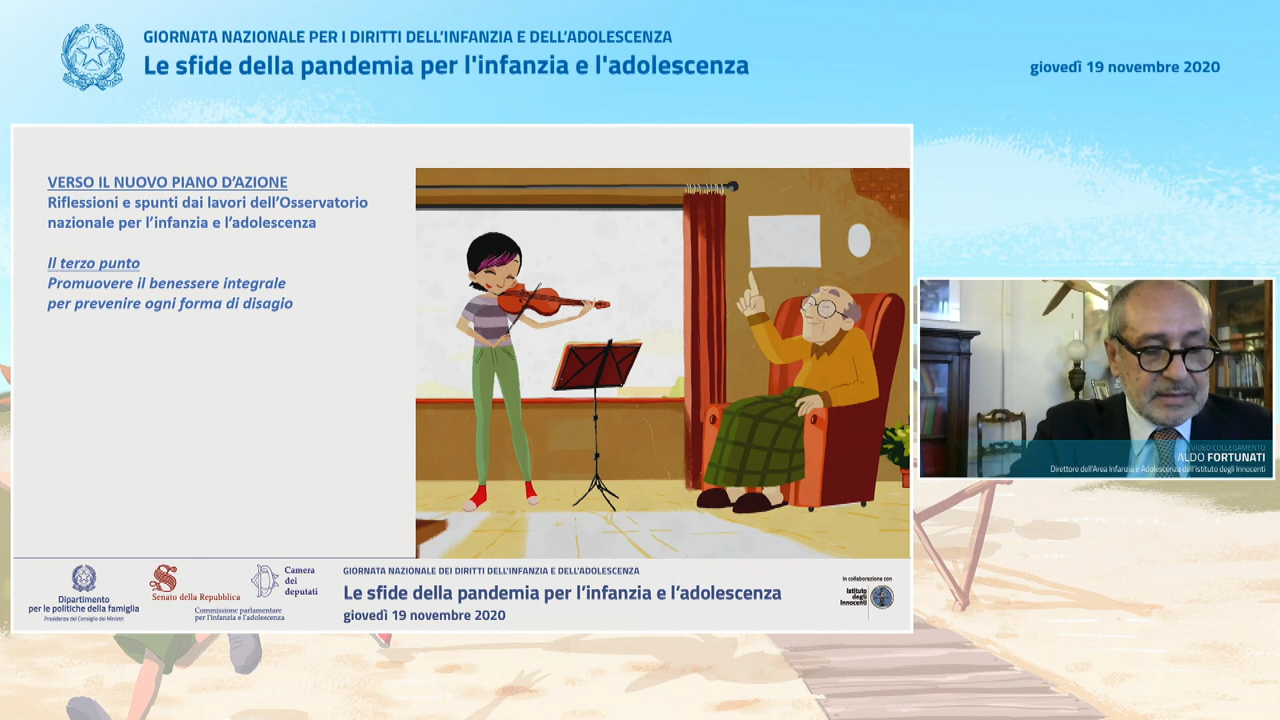 GIORNATA NAZIONALE PER I DIRITTI DELL'INFANZIA E DELL'ADOLESCENZA
Le sfide della pandemia per l'infanzia e l'adolescenza
giovedì 19 novembre 2020
VERSO IL NUOVO PIANO D'AZIONE
Riflessioni e spunti dai lavori dell'Osservatorio
nazionale per l'infanzia e l'adolescenza
Il terzo punto
Promuovere il benessere integrale
per prevenire ogni forma di disagio
VIDEO COLLEGAMENTO
ALDO FORTUNATI
Direttore dell'Area Infanzia e Adolescenza dell'Istituto degli Innocenti
Dipartimento
per le politiche della famiglia
Presidenza del Consiglio dei Ministri
Senato della Repubblica
Camera
dei
deputati
Commissione parlamentare
per l'infanzia e l'adolescenza
GIORNATA NAZIONALE DEI DIRITTI DELL'INFANZIA E DELL'ADOLESCENZA
Le sfide della pandemia per l'infanzia e l'adolescenza
giovedì 19 novembre 2020
In collaborazione con
Istituto
degli
Innocenti